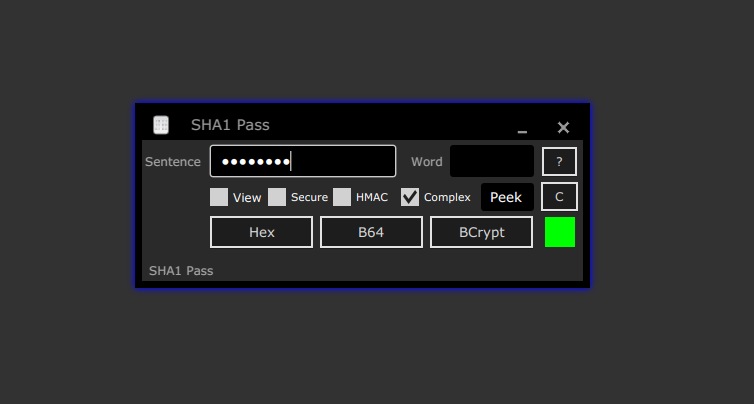 SHA1 Pass
Sentence ●●●●●●●● Word ?
View Secure HMAC Complex Peek C
Hex B64 BCrypt
SHA1 Pass